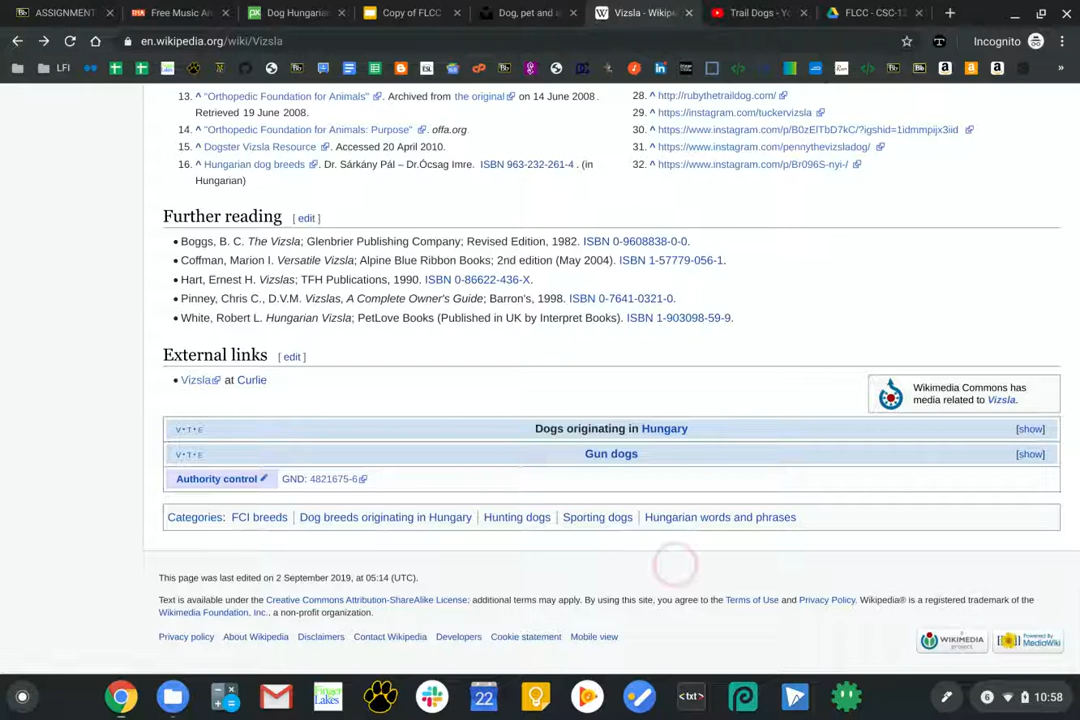 ASSIGNMENT
Free Music Ar
Dog Hungarian
Copy of FLCC
Dog, pet and a
Vizsla - Wikipe
Trail Dogs - Yo
FLCC - CSC-1
en.wikipedia.org/wiki/Vizsla
Incognito
LFI
13. ^ "Orthopedic Foundation for Animals". Archived from the original on 14 June 2008.
Retrieved 19 June 2008.
14. ^ "Orthopedic Foundation for Animals: Purpose". offa.org.
15. ^ Dogster Vizsla Resource. Accessed 20 April 2010.
16. ^ Hungarian dog breeds. Dr. Sárkány Pál – Dr.Ócsag Imre. ISBN 963-232-261-4. (in
Hungarian)
28. ^ http://rubythetraildog.com/
29. ^ https://instagram.com/tuckervizsla
30. ^ https://www.instagram.com/p/B0zElTbD7kC/?igshid=1idmmpijx3iid
31. ^ https://www.instagram.com/pennythevizsladog/
32. ^ https://www.instagram.com/p/Br096S-nyi-/
Further reading [ edit ]
• Boggs, B. C. The Vizsla; Glenbrier Publishing Company; Revised Edition, 1982. ISBN 0-9608838-0-0.
• Coffman, Marion I. Versatile Vizsla; Alpine Blue Ribbon Books; 2nd edition (May 2004). ISBN 1-57779-056-1.
• Hart, Ernest H. Vizslas; TFH Publications, 1990. ISBN 0-86622-436-X.
• Pinney, Chris C., D.V.M. Vizslas, A Complete Owner's Guide; Barron's, 1998. ISBN 0-7641-0321-0.
• White, Robert L. Hungarian Vizsla; PetLove Books (Published in UK by Interpret Books). ISBN 1-903098-59-9.
External links [ edit ]
• Vizsla at Curlie
Wikimedia Commons has
media related to Vizsla.
V·T·E Dogs originating in Hungary [show]
V·T·E Gun dogs [show]
Authority control GND: 4821675-6
Categories: FCI breeds | Dog breeds originating in Hungary | Hunting dogs | Sporting dogs | Hungarian words and phrases
This page was last edited on 2 September 2019, at 05:14 (UTC).
Text is available under the Creative Commons Attribution-ShareAlike License; additional terms may apply. By using this site, you agree to the Terms of Use and Privacy Policy. Wikipedia® is a registered trademark of the
Wikimedia Foundation, Inc., a non-profit organization.
Privacy policy About Wikipedia Disclaimers Contact Wikipedia Developers Cookie statement Mobile view
WIKIMEDIA
project
Powered By
MediaWiki
Finger
Lakes
22
<txt>
6
10:58